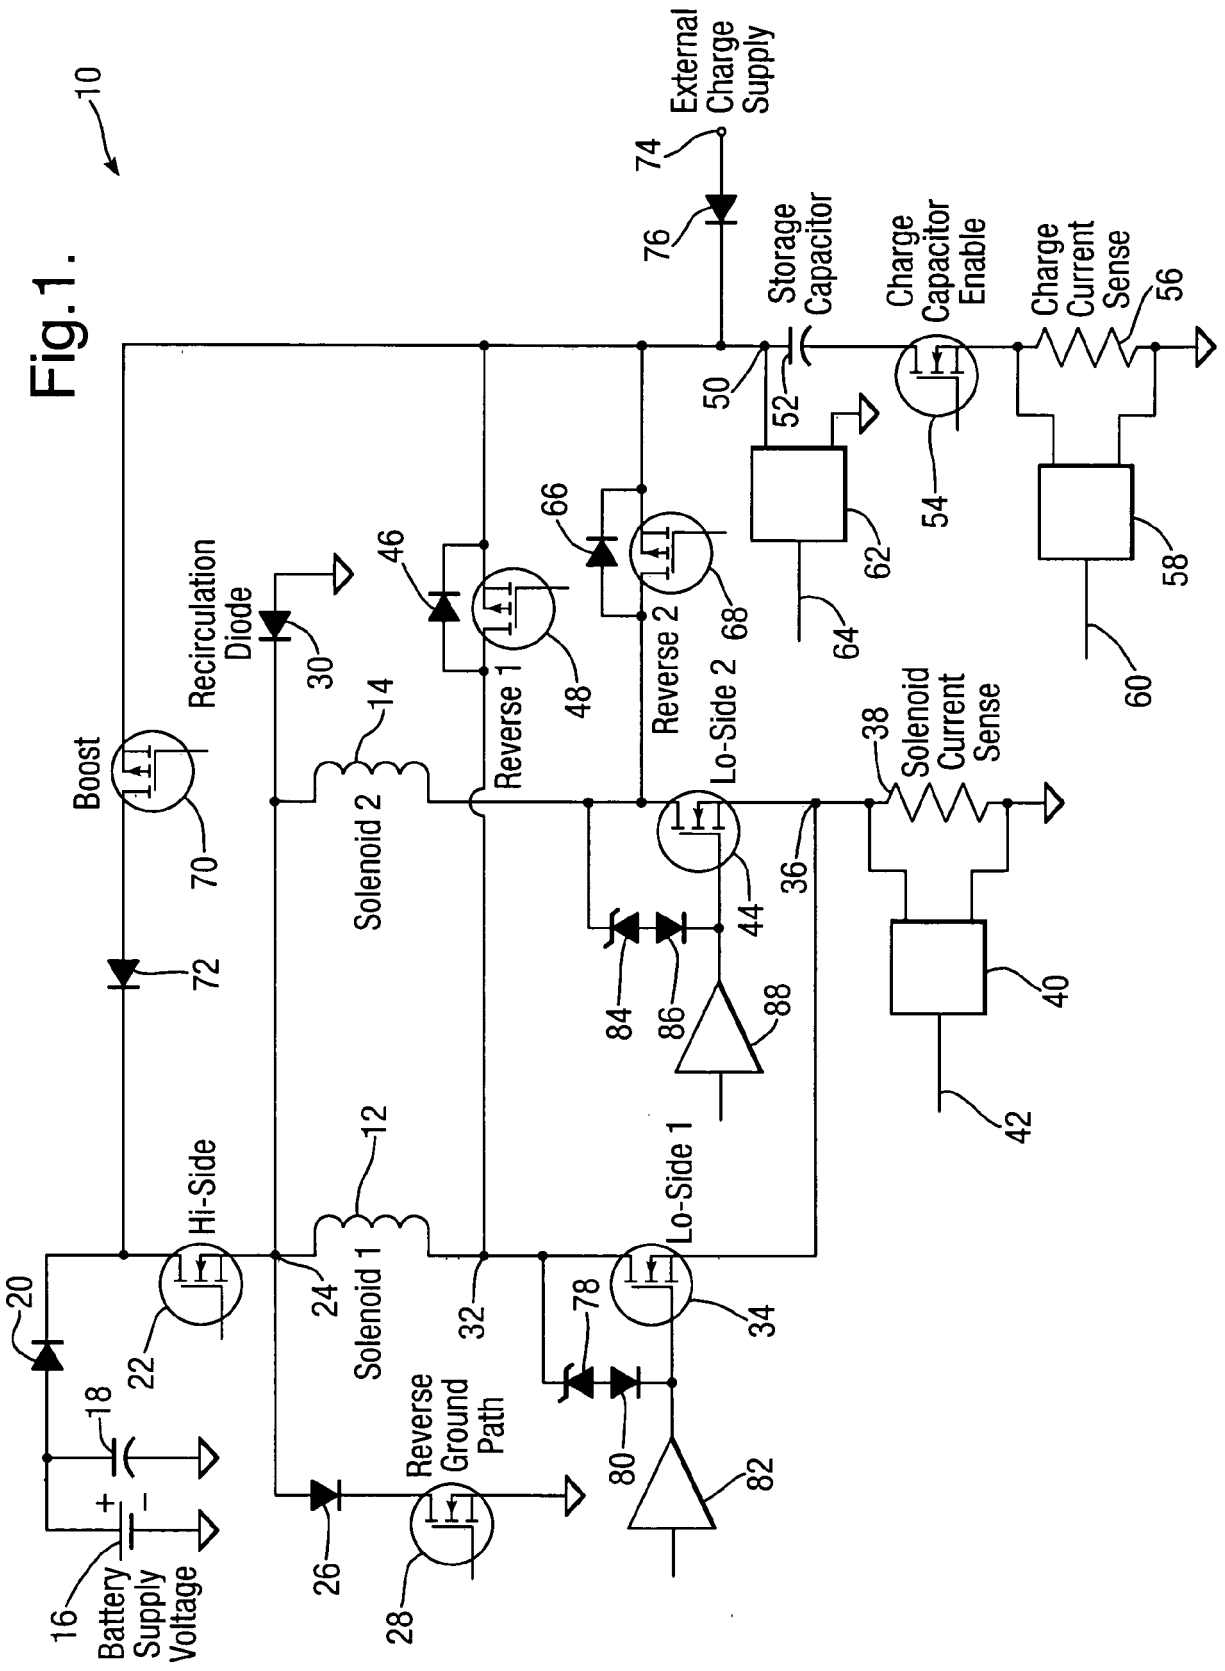 Fig.1.
10
16
Battery
Supply
Voltage
+
−
18
20
22
Hi-Side
24
26
28
Reverse
Ground
Path
Boost
70
72
Recirculation
Diode
30
Solenoid 1
12
Solenoid 2
14
32
46
Reverse 1
48
66
Reverse 2
68
Lo-Side 1
34
78
80
82
Lo-Side 2
44
84
86
88
36
38
Solenoid
Current
Sense
40
42
External
Charge
Supply
74
76
50
52
Storage
Capacitor
62
64
Charge
Capacitor
Enable
54
Charge
Current
Sense
56
58
60